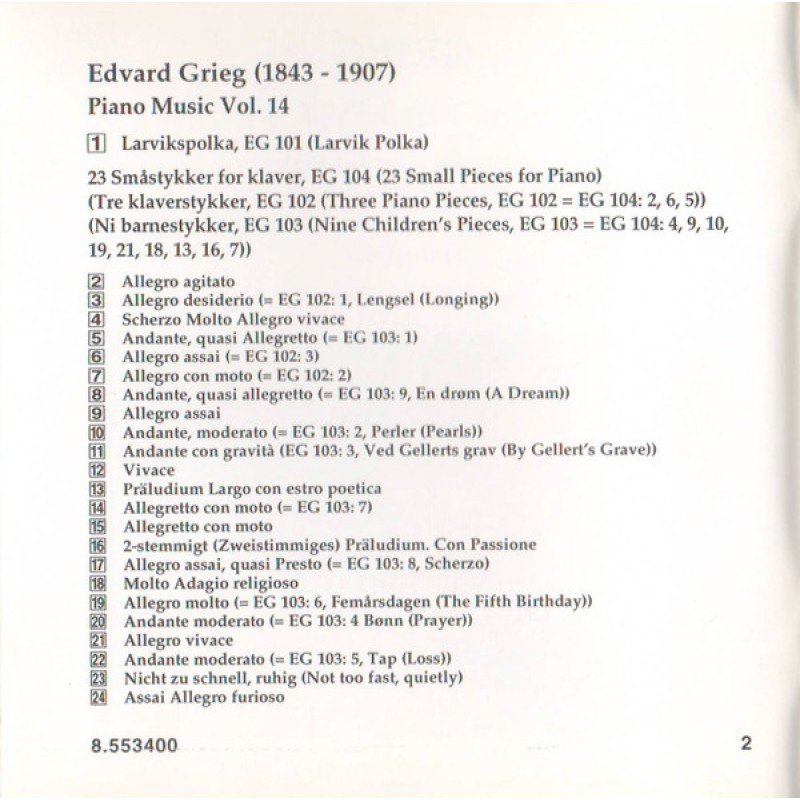 Edvard Grieg (1843 - 1907)
Piano Music Vol. 14
1 Larvikspolka, EG 101 (Larvik Polka)
23 Småstykker for klaver, EG 104 (23 Small Pieces for Piano)
(Tre klaverstykker, EG 102 (Three Piano Pieces, EG 102 = EG 104: 2, 6, 5))
(Ni barnestykker, EG 103 (Nine Children's Pieces, EG 103 = EG 104: 4, 9, 10,
19, 21, 18, 13, 16, 7))
2 Allegro agitato
3 Allegro desiderio (= EG 102: 1, Lengsel (Longing))
4 Scherzo Molto Allegro vivace
5 Andante, quasi Allegretto (= EG 103: 1)
6 Allegro assai (= EG 102: 3)
7 Allegro con moto (= EG 102: 2)
8 Andante, quasi allegretto (= EG 103: 9, En drøm (A Dream))
9 Allegro assai
10 Andante, moderato (= EG 103: 2, Perler (Pearls))
11 Andante con gravità (EG 103: 3, Ved Gellerts grav (By Gellert's Grave))
12 Vivace
13 Präludium Largo con estro poetica
14 Allegretto con moto (= EG 103: 7)
15 Allegretto con moto
16 2-stemmigt (Zweistimmiges) Präludium. Con Passione
17 Allegro assai, quasi Presto (= EG 103: 8, Scherzo)
18 Molto Adagio religioso
19 Allegro molto (= EG 103: 6, Femårsdagen (The Fifth Birthday))
20 Andante moderato (= EG 103: 4 Bønn (Prayer))
21 Allegro vivace
22 Andante moderato (= EG 103: 5, Tap (Loss))
23 Nicht zu schnell, ruhig (Not too fast, quietly)
24 Assai Allegro furioso
8.553400 2